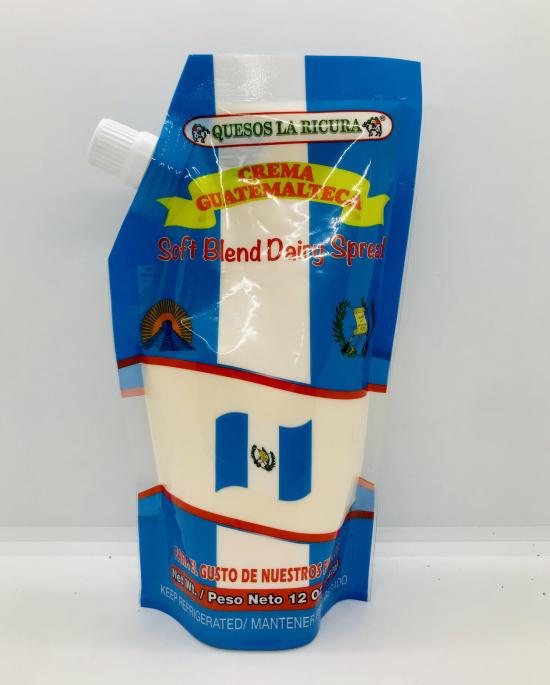 QUESOS LA RICURA ®
CREMA
GUATEMALTECA
Soft Blend Dairy Spread
EL GUSTO DE NUESTROS
Net Wt. / Peso Neto 12
KEEP REFRIGERATED/ MANTENER